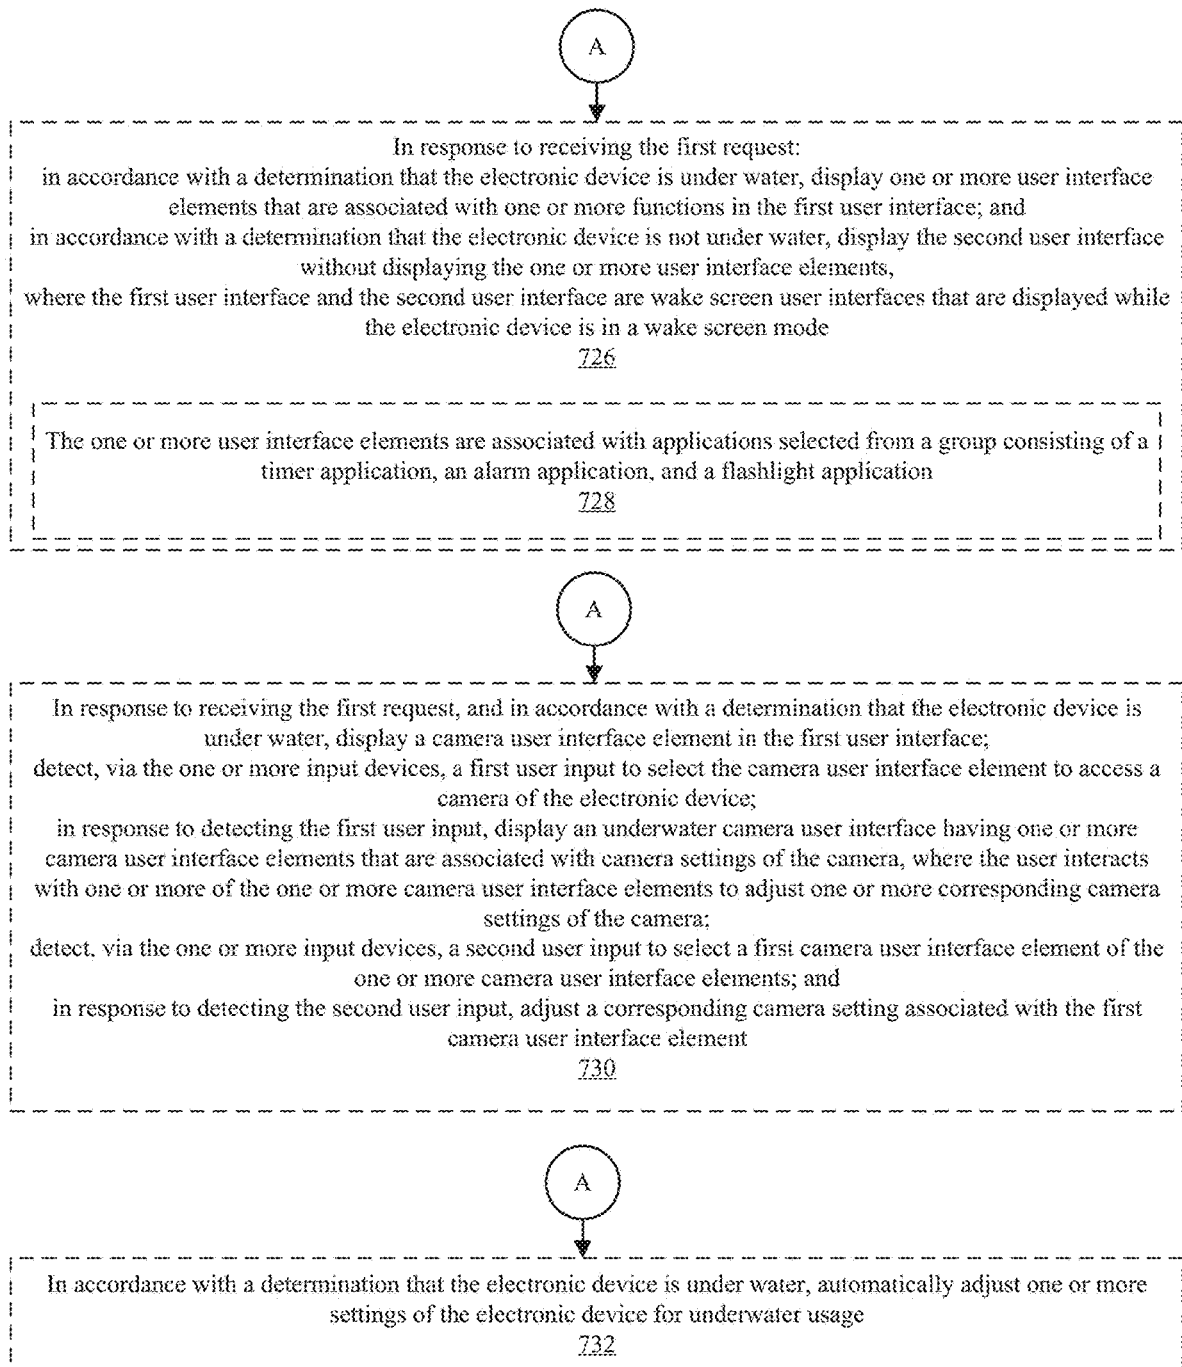 A
In response to receiving the first request:
in accordance with a determination that the electronic device is under water, display one or more user interface
elements that are associated with one or more functions in the first user interface; and
in accordance with a determination that the electronic device is not under water, display the second user interface
without displaying the one or more user interface elements,
where the first user interface and the second user interface are wake screen user interfaces that are displayed while
the electronic device is in a wake screen mode
726
The one or more user interface elements are associated with applications selected from a group consisting of a
timer application, an alarm application, and a flashlight application
728
A
In response to receiving the first request, and in accordance with a determination that the electronic device is
under water, display a camera user interface element in the first user interface;
detect, via the one or more input devices, a first user input to select the camera user interface element to access a
camera of the electronic device;
in response to detecting the first user input, display an underwater camera user interface having one or more
camera user interface elements that are associated with camera settings of the camera, where the user interacts
with one or more of the one or more camera user interface elements to adjust one or more corresponding camera
settings of the camera;
detect, via the one or more input devices, a second user input to select a first camera user interface element of the
one or more camera user interface elements; and
in response to detecting the second user input, adjust a corresponding camera setting associated with the first
camera user interface element
730
A
In accordance with a determination that the electronic device is under water, automatically adjust one or more
settings of the electronic device for underwater usage
732